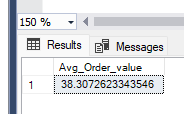 150 %
Results Messages
Avg_Order_value
1 38.3072623343546